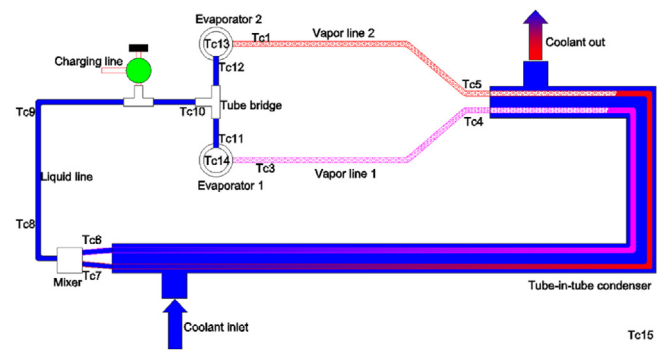 Evaporator 2
Tc13
Tc1
Vapor line 2
Coolant out
Charging line
Tc12
Tc5
Tc9
Tc10
Tube bridge
Tc4
Tc11
Tc14
Tc3
Vapor line 1
Evaporator 1
Liquid line
Tc8
Tc6
Tc7
Mixer
Tube-in-tube condenser
Coolant inlet
Tc15